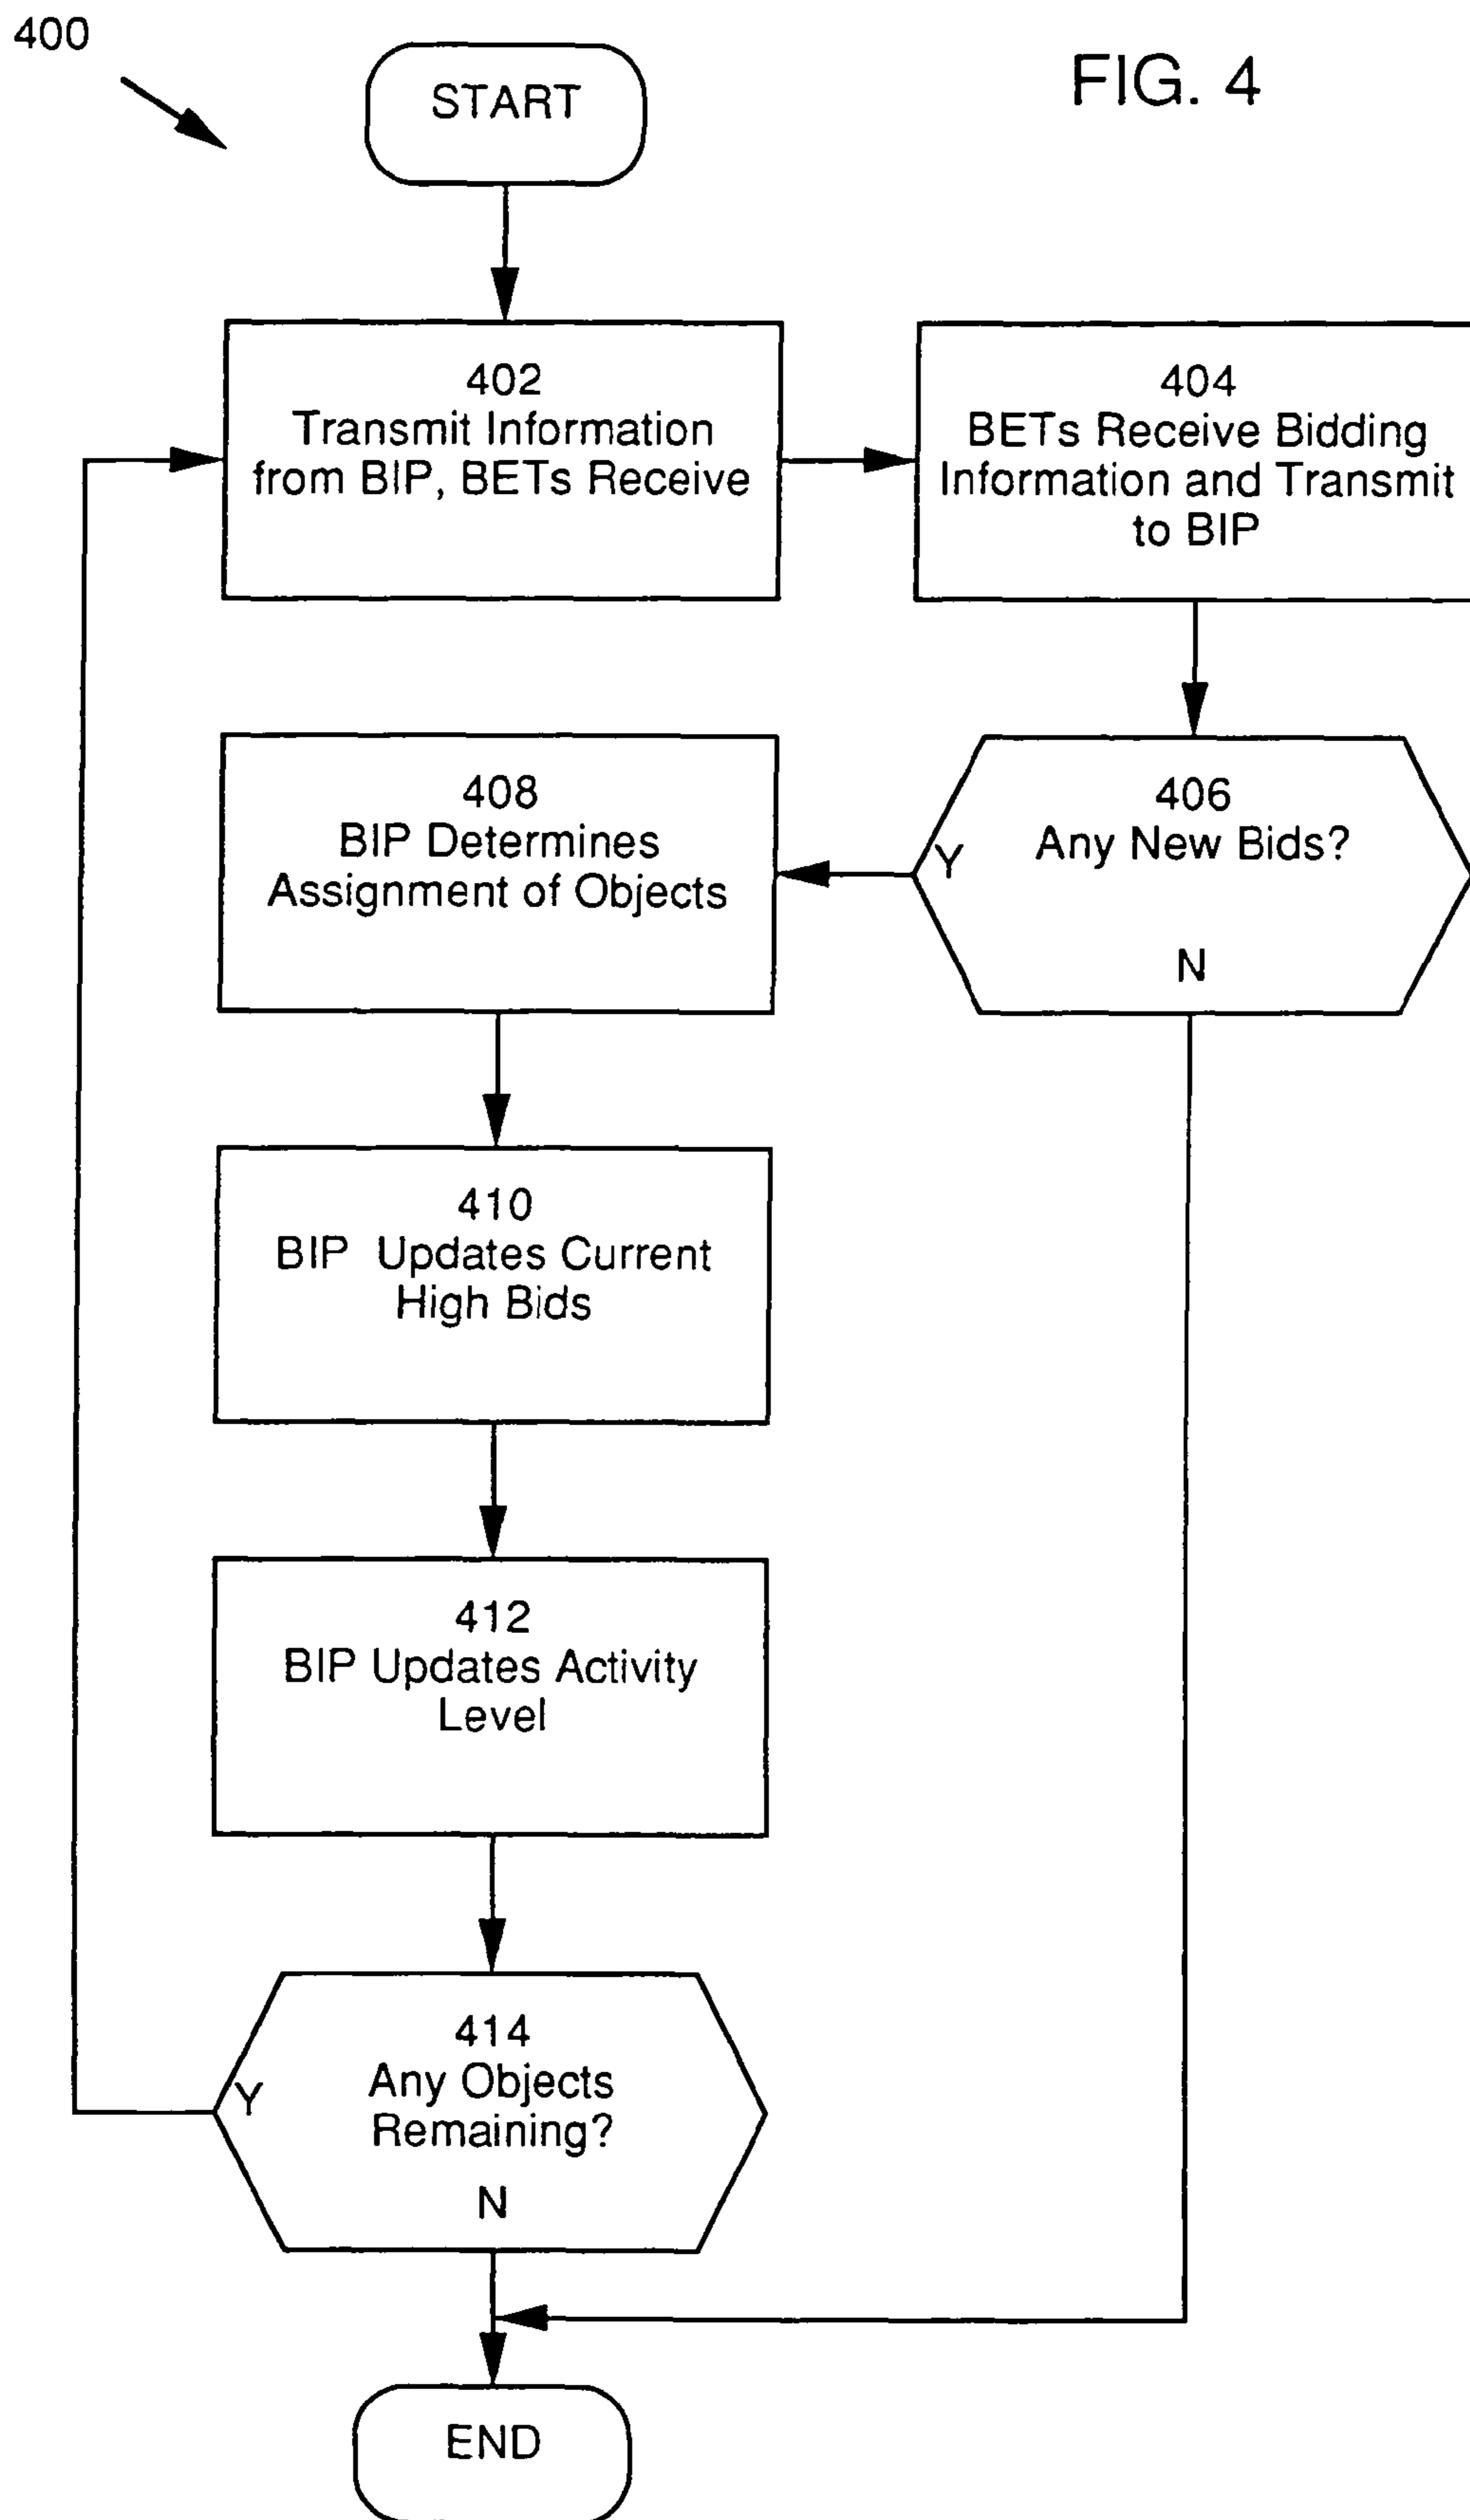 400
START
FIG. 4
402
Transmit Information
from BIP, BETs Receive
404
BETs Receive Bidding
Information and Transmit
to BIP
406
Any New Bids?
Y
N
408
BIP Determines
Assignment of Objects
410
BIP Updates Current
High Bids
412
BIP Updates Activity
Level
414
Any Objects
Remaining?
Y
N
END